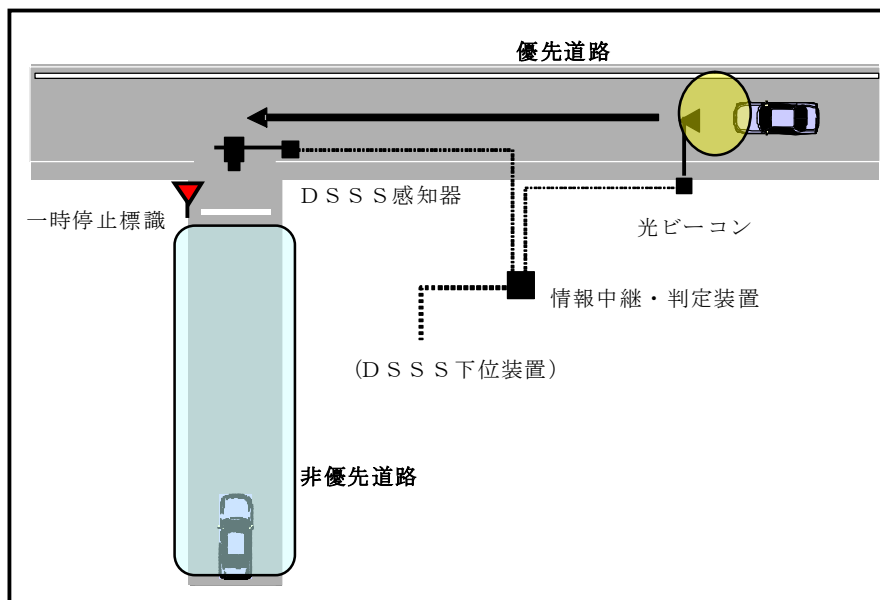 優先道路
DSSS感知器
一時停止標識
光ビーコン
情報中継・判定装置
(DSSS下位装置)
非優先道路